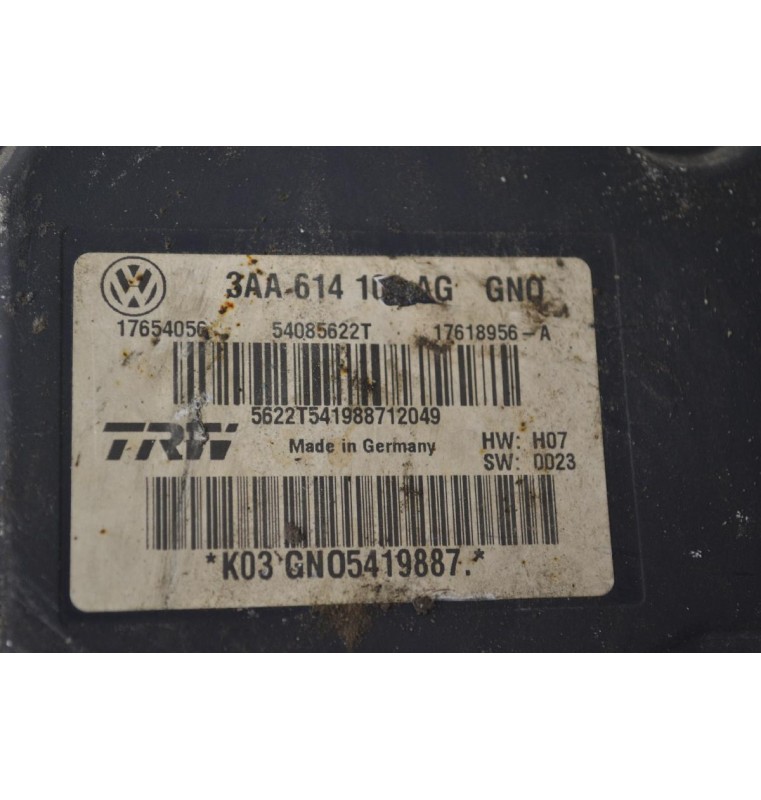 3AA-614 AG GNO
17654056 54085622T 17618956-A
5622T541988712049
TRW Made in Germany HW: H07
SW: 0D23
*K03 GNO5419887.*